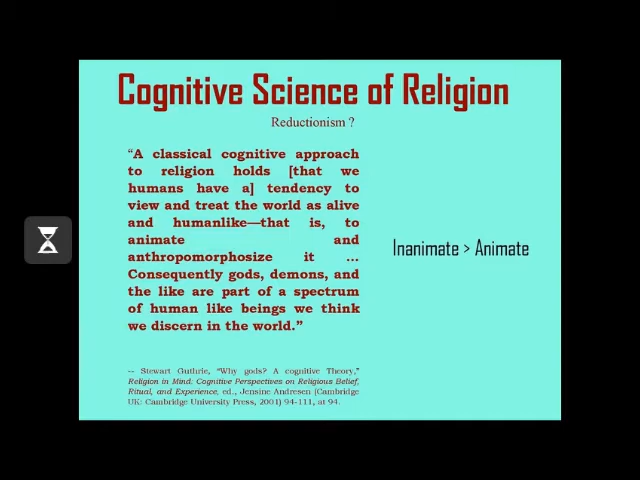 Cognitive Science of Religion
Reductionism ?
“A classical cognitive approach
to religion holds [that we
humans have a] tendency to
view and treat the world as alive
and humanlike—that is, to
animate and
anthropomorphosize it ...
Consequently gods, demons, and
the like are part of a spectrum
of human like beings we think
we discern in the world.”
Inanimate > Animate
-- Stewart Guthrie, “Why gods? A cognitive Theory,”
Religion in Mind: Cognitive Perspectives on Religious Belief,
Ritual, and Experience, ed., Jensine Andresen (Cambridge
UK: Cambridge University Press, 2001) 94-111, at 94.